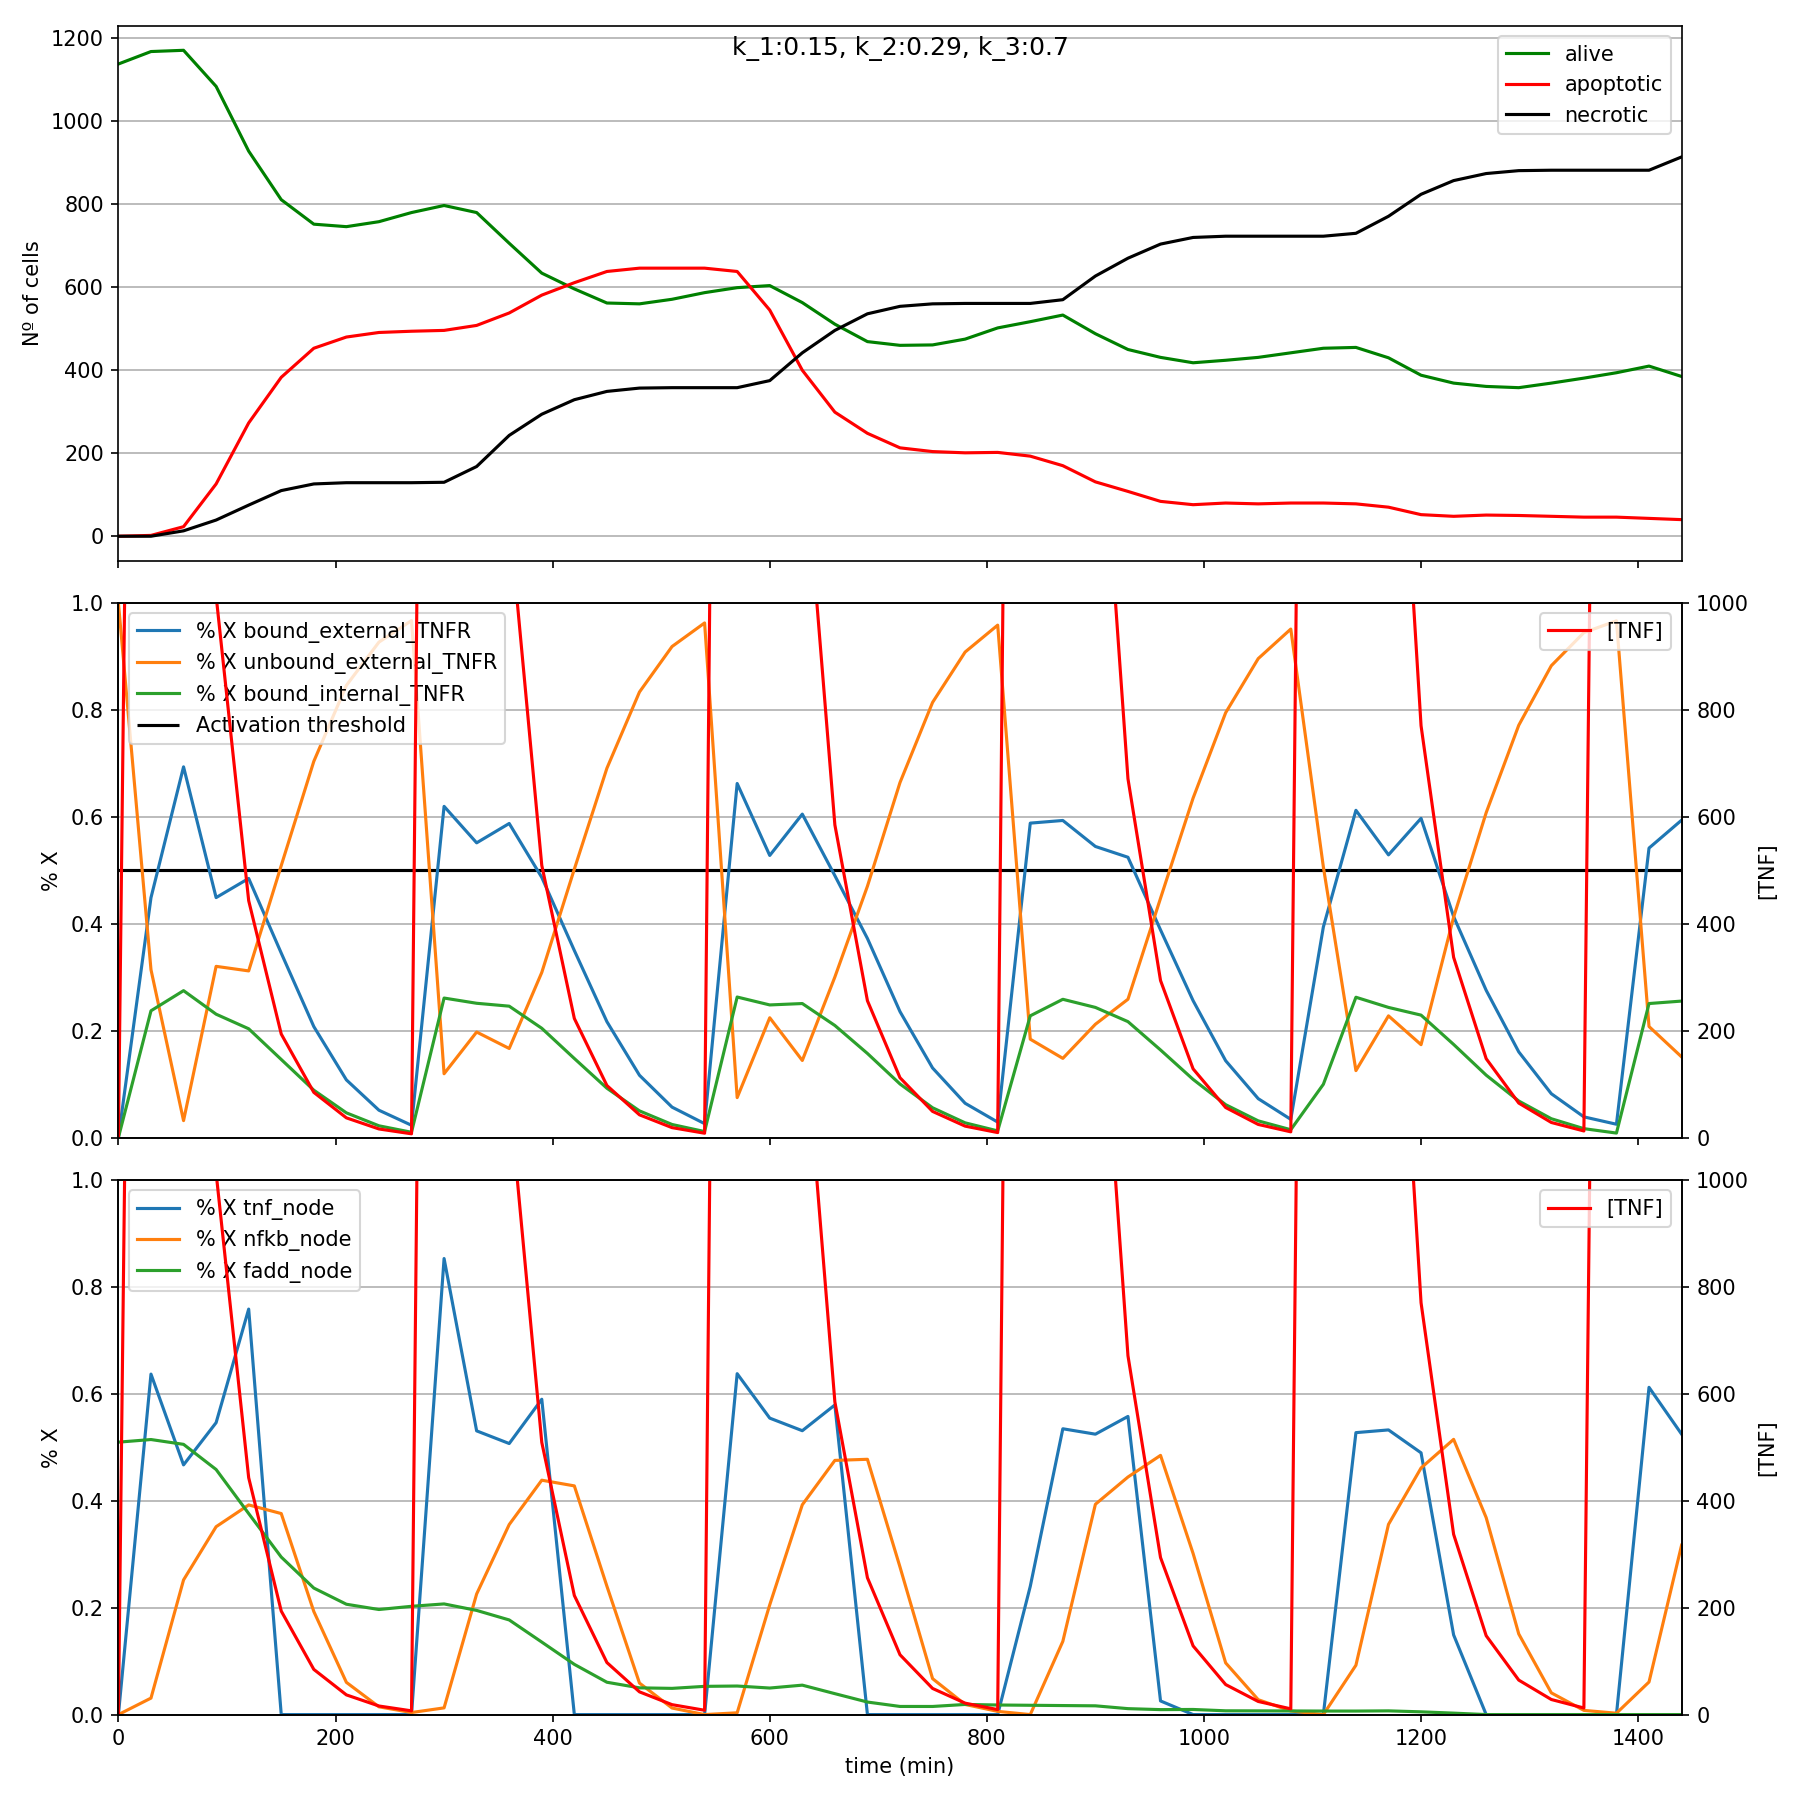 k_1:0.15, k_2:0.29, k_3:0.7
alive
apoptotic
necrotic
1200
1000
800
600
400
200
0
Nº of cells
% X bound_external_TNFR
% X unbound_external_TNFR
% X bound_internal_TNFR
Activation threshold
[TNF]
1.0
0.8
0.6
0.4
0.2
0.0
% X
1000
800
600
400
200
0
[TNF]
% X tnf_node
% X nfkb_node
% X fadd_node
[TNF]
1.0
0.8
0.6
0.4
0.2
0.0
% X
1000
800
600
400
200
0
[TNF]
0 200 400 600 800 1000 1200 1400
time (min)